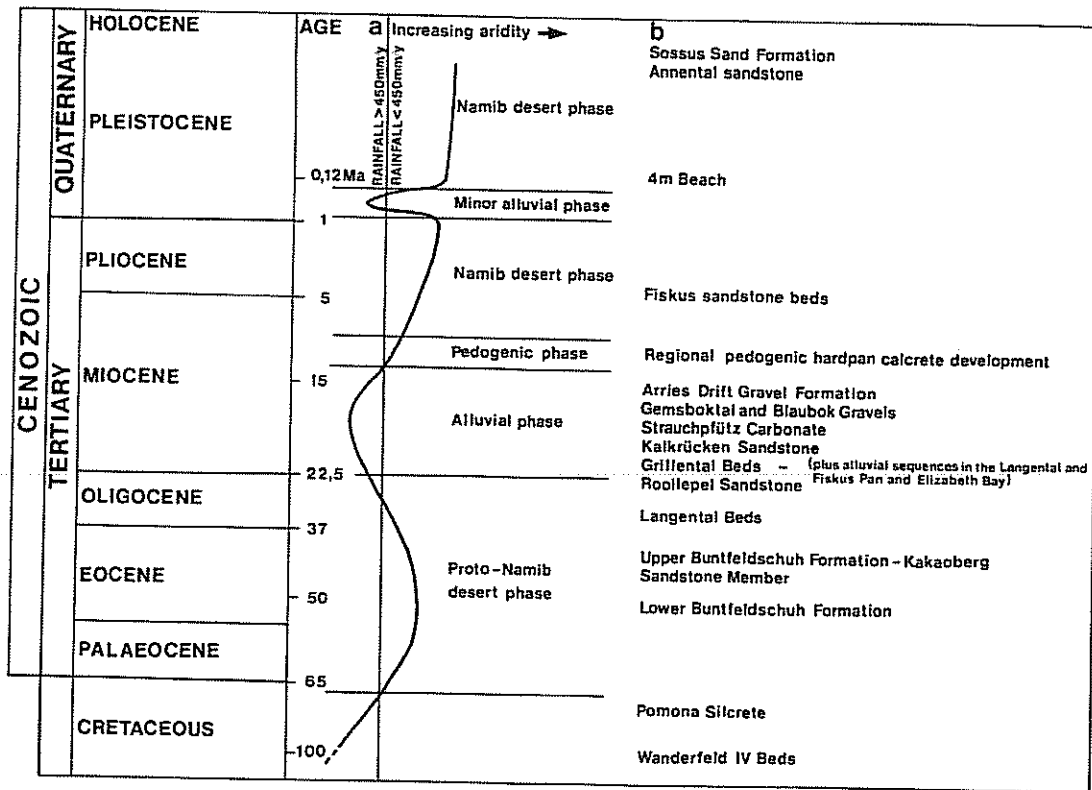 HOLOCENE
AGE
a
Increasing aridity
b
CENOZOIC
QUATERNARY
TERTIARY
RAINFALL>450mm/y
RAINFALL<450mm/y
Sossus Sand Formation
Annental sandstone
PLEISTOCENE
Namib desert phase
0,12 Ma
4m Beach
Minor alluvial phase
1
PLIOCENE
Namib desert phase
5
Fiskus sandstone beds
Pedogenic phase
Regional pedogenic hardpan calcrete development
MIOCENE
15
Alluvial phase
Arries Drift Gravel Formation
Gemsboktal and Blaubok Gravels
Strauchpfütz Carbonate
Kalkrücken Sandstone
22,5
Grillental Beds - (plus alluvial sequences in the Langental and
Fiskus Pan and Elizabeth Bay)
Roollepel Sandstone
OLIGOCENE
Langental Beds
37
EOCENE
Proto-Namib
desert phase
Upper Buntfeldschuh Formation - Kakaoberg
Sandstone Member
50
Lower Buntfeldschuh Formation
PALAEOCENE
65
CRETACEOUS
Pomona Silcrete
100
Wanderfeld IV Beds